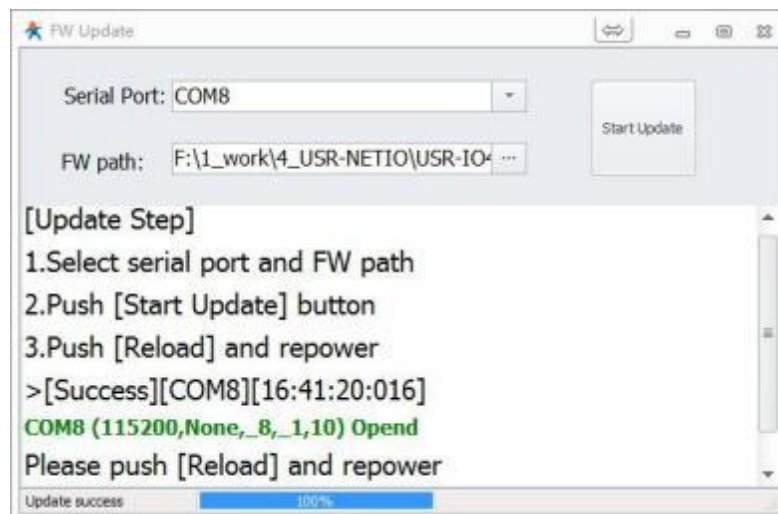 FW Update
Serial Port: COM8
Start Update
FW path: F:\1_work\4_USR-NETIO\USR-IO4 ...
[Update Step]
1.Select serial port and FW path
2.Push [Start Update] button
3.Push [Reload] and repower
>[Success][COM8][16:41:20:016]
COM8 (115200,None,_8,_1,10) Opend
Please push [Reload] and repower
Update success 100%